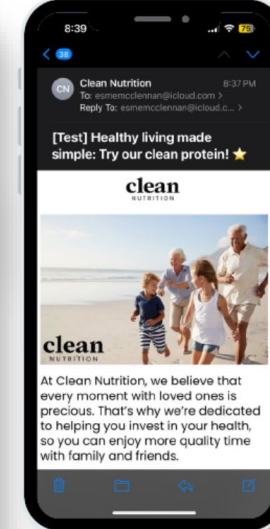 8:39
79
38
CN
Clean Nutrition
8:37 PM
To: esmemcclennan@icloud.com >
Reply To: esmemcclennan@icloud.c... >
[Test] Healthy living made
simple: Try our clean protein! ⭐
clean
NUTRITION
clean
NUTRITION
At Clean Nutrition, we believe that
every moment with loved ones is
precious. That's why we're dedicated
to helping you invest in your health,
so you can enjoy more quality time
with family and friends.